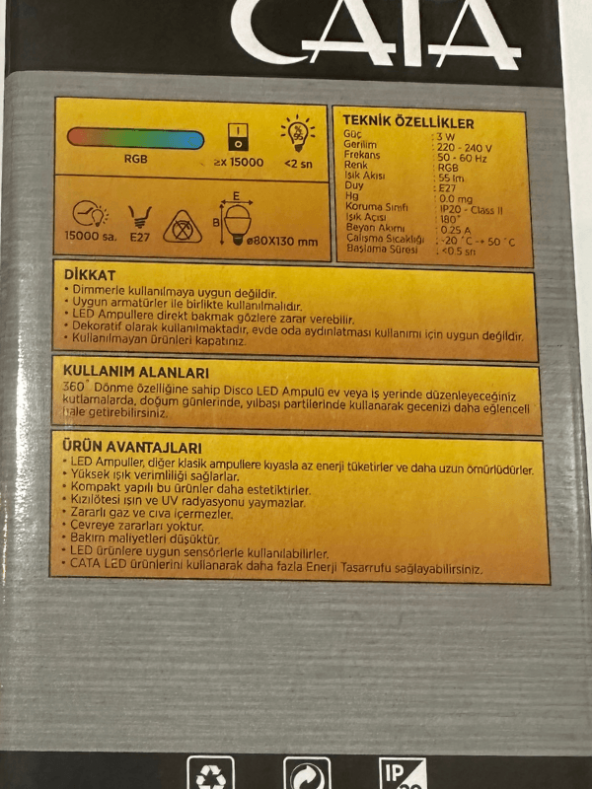 CATA
%
95
RGB
≥x 15000
<2 sn
15000 sa.
E27
E
B
ø80X130 mm
TEKNİK ÖZELLİKLER
Güç : 3 W
Gerilim : 220 - 240 V
Frekans : 50 - 60 Hz
Renk : RGB
Işık Akısı : 55 lm
Duy : E27
Hg : 0.0 mg
Koruma Sınıfı : IP20 - Class II
Işık Açısı : 180°
Beyan Akımı : 0.25 A
Çalışma Sıcaklığı : -20 °C -+ 50 °C
Başlama Süresi : <0.5 sn
DİKKAT
• Dimmerle kullanılmaya uygun değildir.
• Uygun armatürler ile birlikte kullanılmalıdır.
• LED Ampullere direkt bakmak gözlere zarar verebilir.
• Dekoratif olarak kullanılmaktadır, evde oda aydınlatması kullanımı için uygun değildir.
• Kullanılmayan ürünleri kapatınız.
KULLANIM ALANLARI
360° Dönme özelliğine sahip Disco LED Ampulü ev veya iş yerinde düzenleyeceğiniz
kutlamalarda, doğum günlerinde, yılbaşı partilerinde kullanarak gecenizi daha eğlenceli
hale getirebilirsiniz.
ÜRÜN AVANTAJLARI
• LED Ampuller, diğer klasik ampullere kıyasla az enerji tüketirler ve daha uzun ömürlüdürler.
• Yüksek ışık verimliliği sağlarlar.
• Kompakt yapılı bu ürünler daha estetiktirler.
• Kızılötesi ışın ve UV radyasyonu yaymazlar.
• Zararlı gaz ve cıva içermezler.
• Çevreye zararları yoktur.
• Bakım maliyetleri düşüktür.
• LED ürünlere uygun sensörlerle kullanılabilirler.
• CATA LED ürünlerini kullanarak daha fazla Enerji Tasarrufu sağlayabilirsiniz.
IP